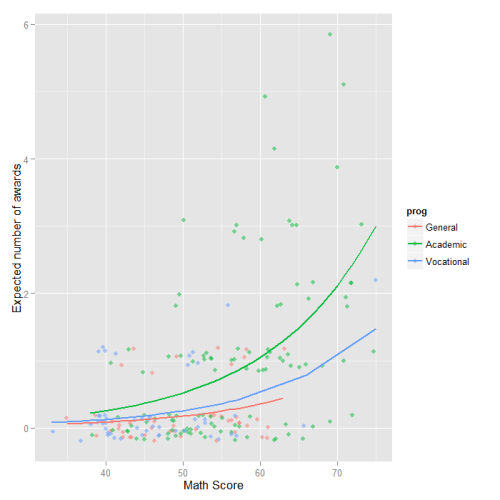 6
4
2
0
Expected number of awards
40 50 60 70
Math Score
prog
General
Academic
Vocational